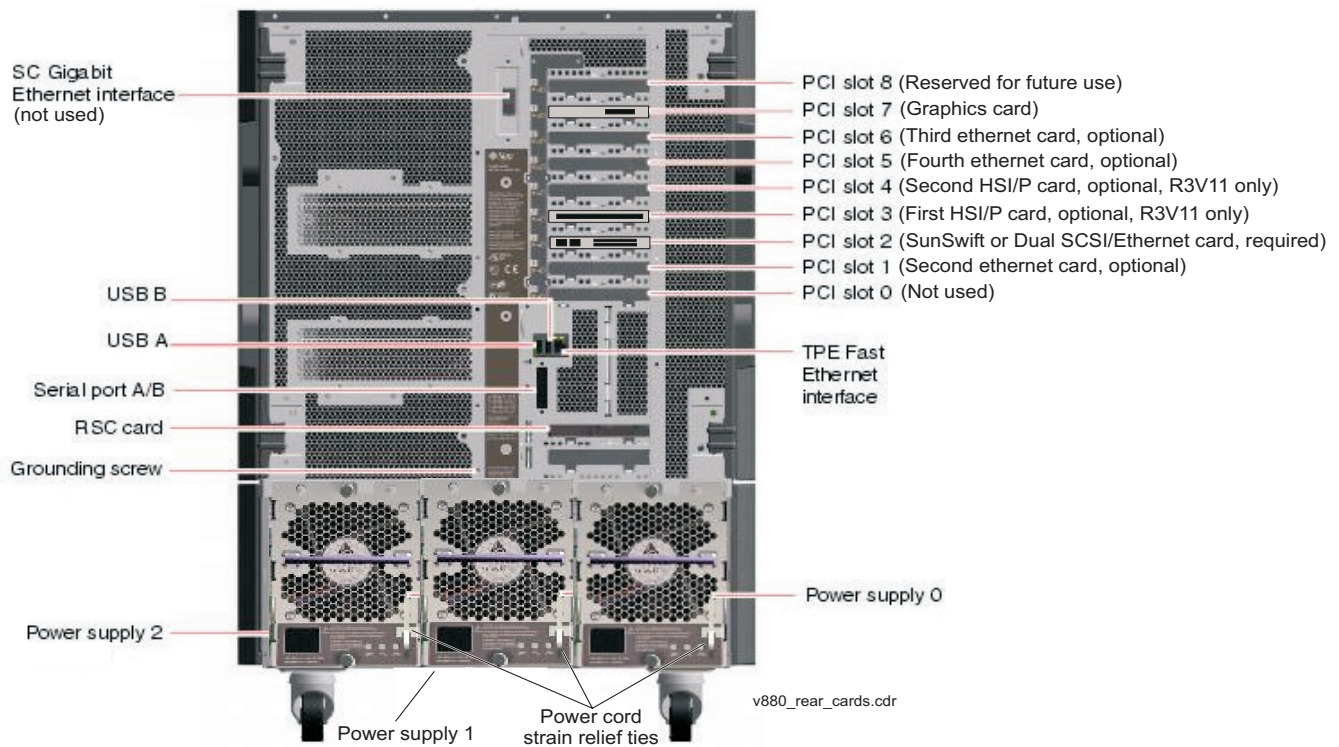 SC Gigabit
Ethernet interface
(not used)
PCI slot 8 (Reserved for future use)
PCI slot 7 (Graphics card)
PCI slot 6 (Third ethernet card, optional)
PCI slot 5 (Fourth ethernet card, optional)
PCI slot 4 (Second HSI/P card, optional, R3V11 only)
PCI slot 3 (First HSI/P card, optional, R3V11 only)
PCI slot 2 (SunSwift or Dual SCSI/Ethernet card, required)
PCI slot 1 (Second ethernet card, optional)
PCI slot 0 (Not used)
Sun
CE
USB B
USB A
Serial port A/B
RSC card
Grounding screw
TPE Fast
Ethernet
interface
Power supply 0
Power supply 2
Power supply 1
Power cord
strain relief ties
v880_rear_cards.cdr